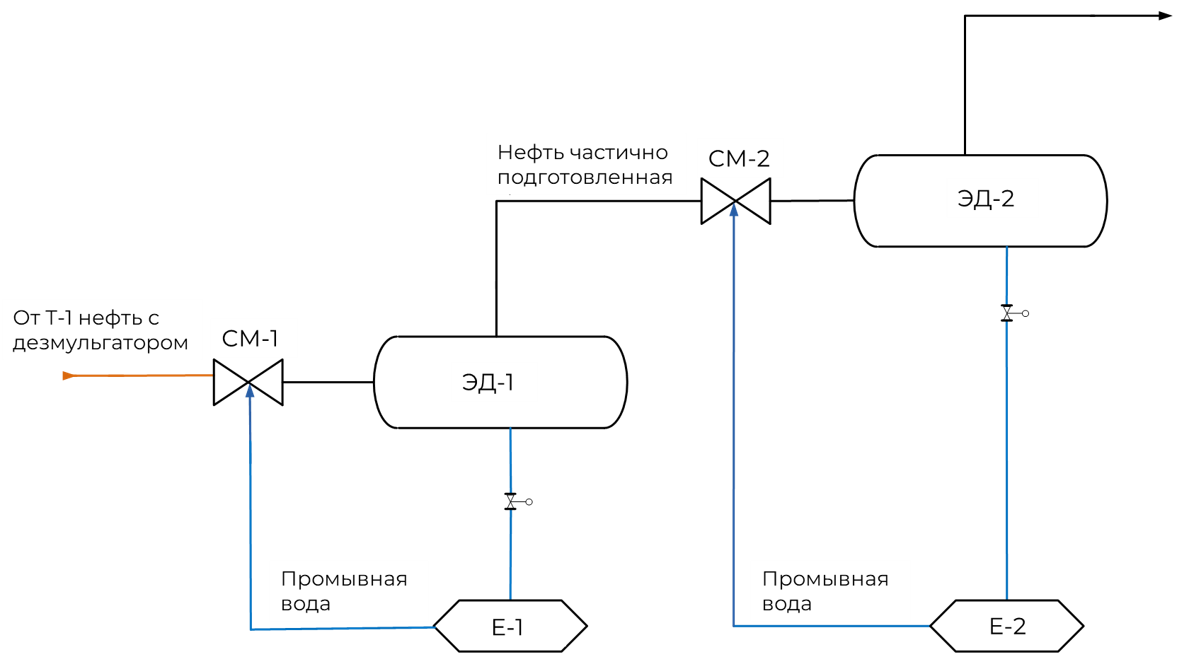 Нефть частично
подготовленная
СМ-2
ЭД-2
От Т-1 нефть с
дезмульгатором
СМ-1
ЭД-1
Промывная
вода
Е-1
Промывная
вода
Е-2